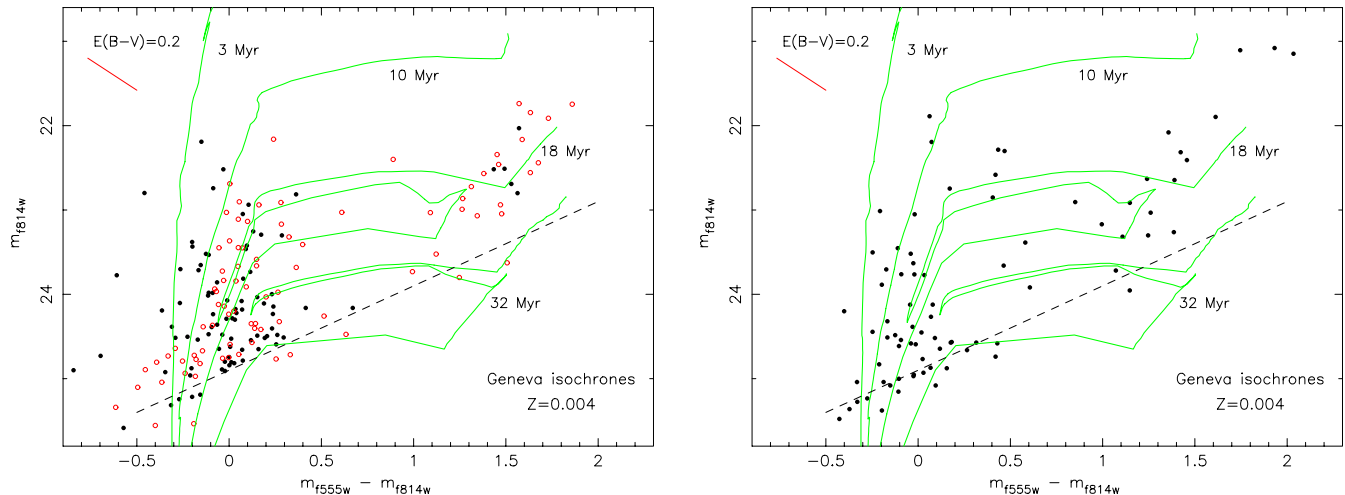 E(B−V)=0.2
3 Myr
10 Myr
18 Myr
32 Myr
Geneva isochrones
Z=0.004
22
24
m_f814w
−0.5
0
0.5
1
1.5
2
m_f555w − m_f814w
E(B−V)=0.2
3 Myr
10 Myr
18 Myr
32 Myr
Geneva isochrones
Z=0.004
22
24
m_f814w
−0.5
0
0.5
1
1.5
2
m_f555w − m_f814w